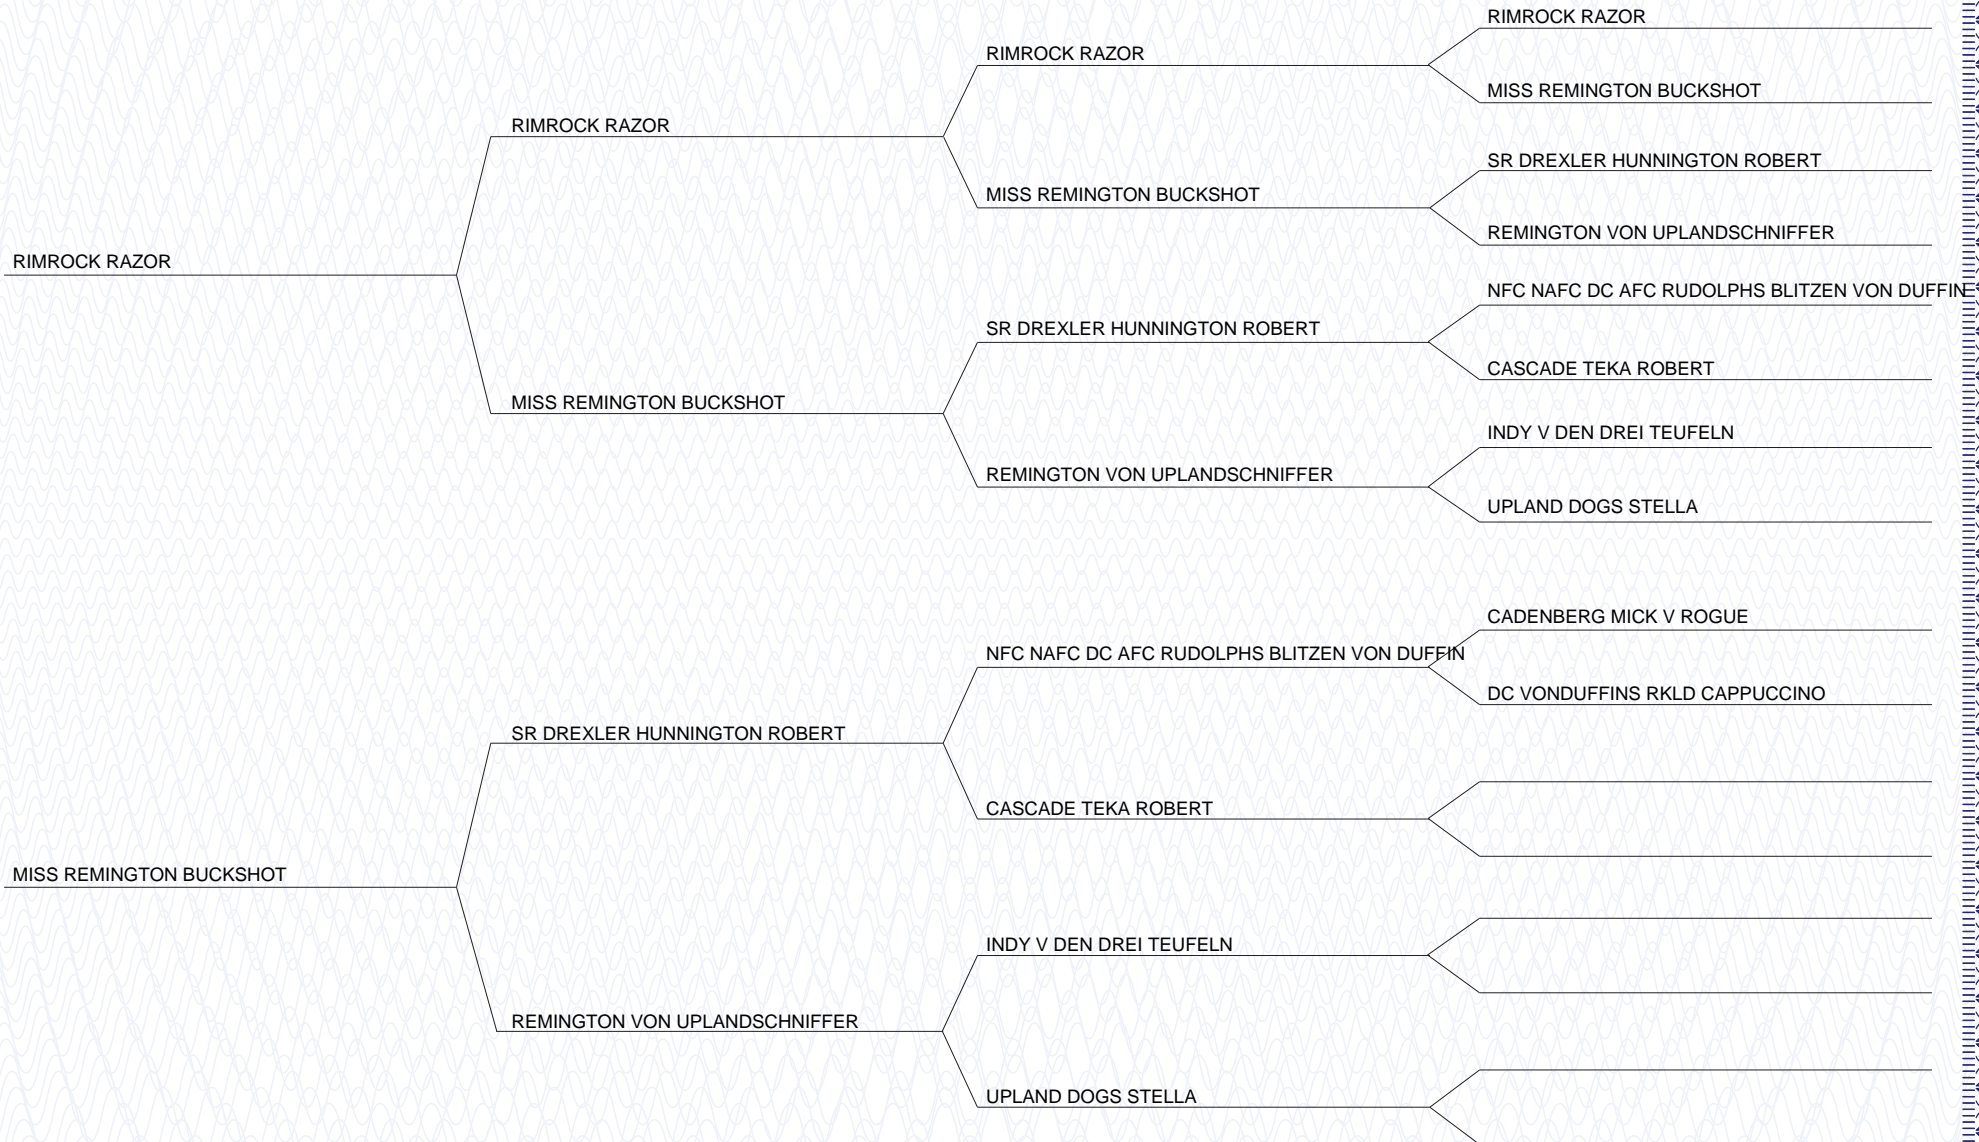 RIMROCK RAZOR
RIMROCK RAZOR
MISS REMINGTON BUCKSHOT
RIMROCK RAZOR
SR DREXLER HUNNINGTON ROBERT
MISS REMINGTON BUCKSHOT
REMINGTON VON UPLANDSCHNIFFER
RIMROCK RAZOR
NFC NAFC DC AFC RUDOLPHS BLITZEN VON DUFFIN
SR DREXLER HUNNINGTON ROBERT
CASCADE TEKA ROBERT
MISS REMINGTON BUCKSHOT
INDY V DEN DREI TEUFELN
REMINGTON VON UPLANDSCHNIFFER
UPLAND DOGS STELLA
CADENBERG MICK V ROGUE
NFC NAFC DC AFC RUDOLPHS BLITZEN VON DUFFIN
DC VONDUFFINS RKLD CAPPUCCINO
SR DREXLER HUNNINGTON ROBERT
CASCADE TEKA ROBERT
MISS REMINGTON BUCKSHOT
INDY V DEN DREI TEUFELN
REMINGTON VON UPLANDSCHNIFFER
UPLAND DOGS STELLA